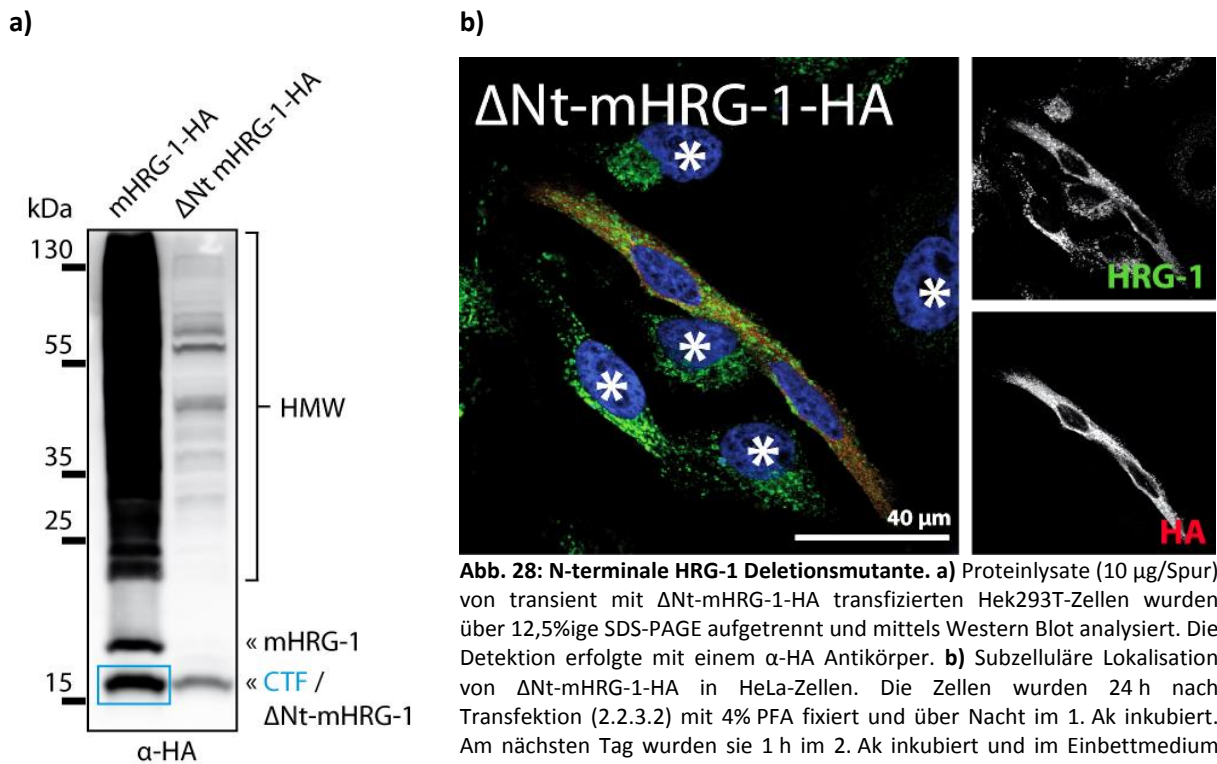 a)
mHRG-1-HA
ΔNt mHRG-1-HA
kDa
130
55
35
25
15
HMW
« mHRG-1
« CTF /
ΔNt-mHRG-1
α-HA
b)
ΔNt-mHRG-1-HA
*
*
*
*
*
40 µm
HRG-1
HA
Abb. 28: N-terminale HRG-1 Deletionsmutante. a) Proteinlysate (10 µg/Spur)
von transient mit ΔNt-mHRG-1-HA transfizierten Hek293T-Zellen wurden
über 12,5%ige SDS-PAGE aufgetrennt und mittels Western Blot analysiert. Die
Detektion erfolgte mit einem α-HA Antikörper. b) Subzelluläre Lokalisation
von ΔNt-mHRG-1-HA in HeLa-Zellen. Die Zellen wurden 24 h nach
Transfektion (2.2.3.2) mit 4% PFA fixiert und über Nacht im 1. Ak inkubiert.
Am nächsten Tag wurden sie 1 h im 2. Ak inkubiert und im Einbettmedium